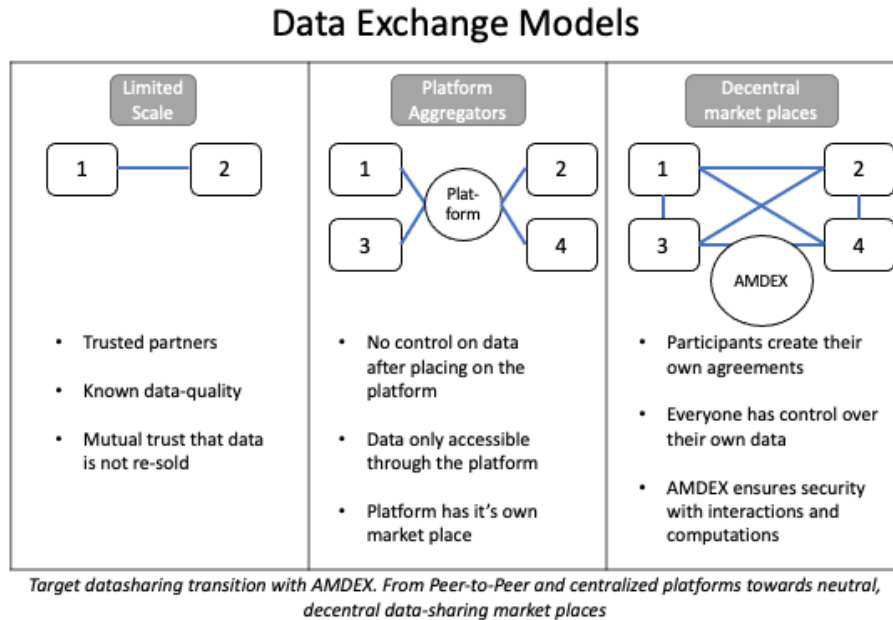 Data Exchange Models
Limited
Scale
1
2
Trusted partners
Known data-quality
Mutual trust that data
is not re-sold
Platform
Aggregators
1
2
Plat-
form
3
4
No control on data
after placing on the
platform
Data only accessible
through the platform
Platform has it's own
market place
Decentral
market places
1
2
3
4
AMDEX
Participants create their
own agreements
Everyone has control over
their own data
AMDEX ensures security
with interactions and
computations
Target datasharing transition with AMDEX. From Peer-to-Peer and centralized platforms towards neutral,
decentral data-sharing market places